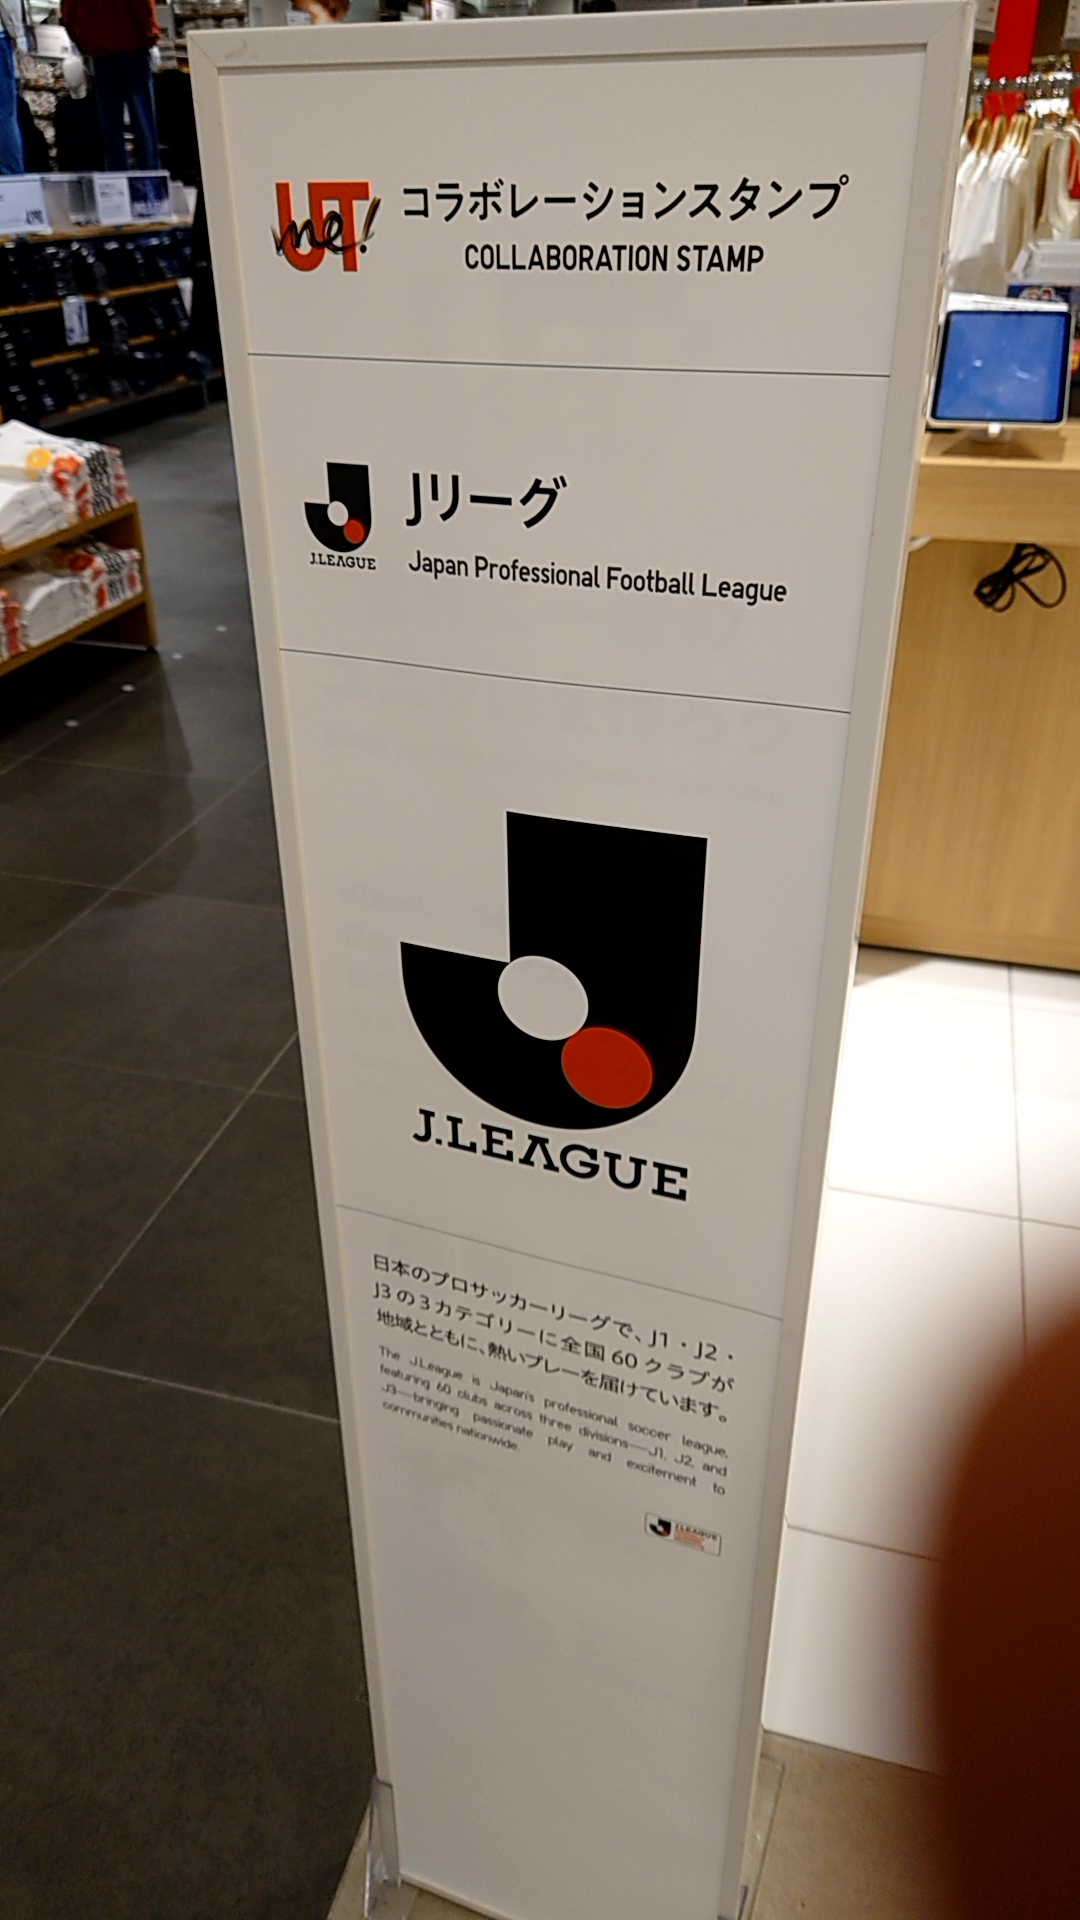 UT me!
コラボレーションスタンプ
COLLABORATION STAMP
J.LEAGUE
Jリーグ
Japan Professional Football League
J.LEAGUE
日本のプロサッカーリーグで、J1・J2・
J3の3カテゴリーに全国60クラブが
地域とともに、熱いプレーを届けています。
The J.League is Japan's professional soccer league,
featuring 60 clubs across three divisions—J1, J2, and
J3—bringing passionate play and excitement to
communities nationwide.
J.LEAGUE